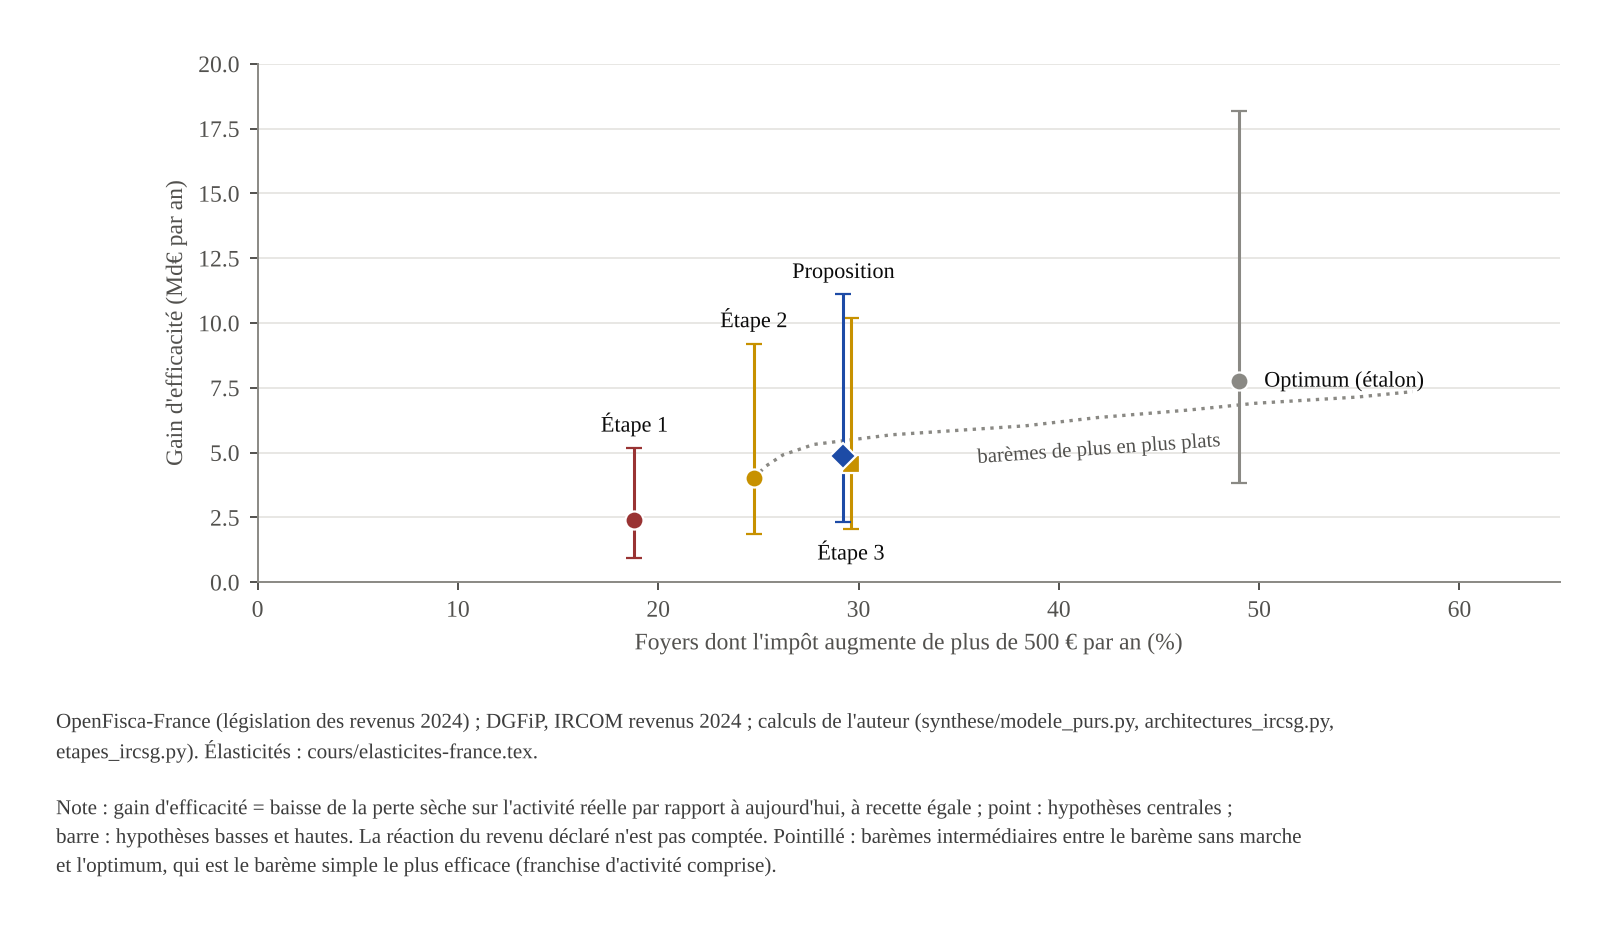 20.0
17.5
15.0
12.5
10.0
7.5
5.0
2.5
0.0
Gain d'efficacité (Md€ par an)
Proposition
Étape 2
Optimum (étalon)
Étape 1
barèmes de plus en plus plats
Étape 3
0 10 20 30 40 50 60
Foyers dont l'impôt augmente de plus de 500 € par an (%)
OpenFisca-France (législation des revenus 2024) ; DGFiP, IRCOM revenus 2024 ; calculs de l'auteur (synthese/modele_purs.py, architectures_ircsg.py,
etapes_ircsg.py). Élasticités : cours/elasticites-france.tex.
Note : gain d'efficacité = baisse de la perte sèche sur l'activité réelle par rapport à aujourd'hui, à recette égale ; point : hypothèses centrales ;
barre : hypothèses basses et hautes. La réaction du revenu déclaré n'est pas comptée. Pointillé : barèmes intermédiaires entre le barème sans marche
et l'optimum, qui est le barème simple le plus efficace (franchise d'activité comprise).